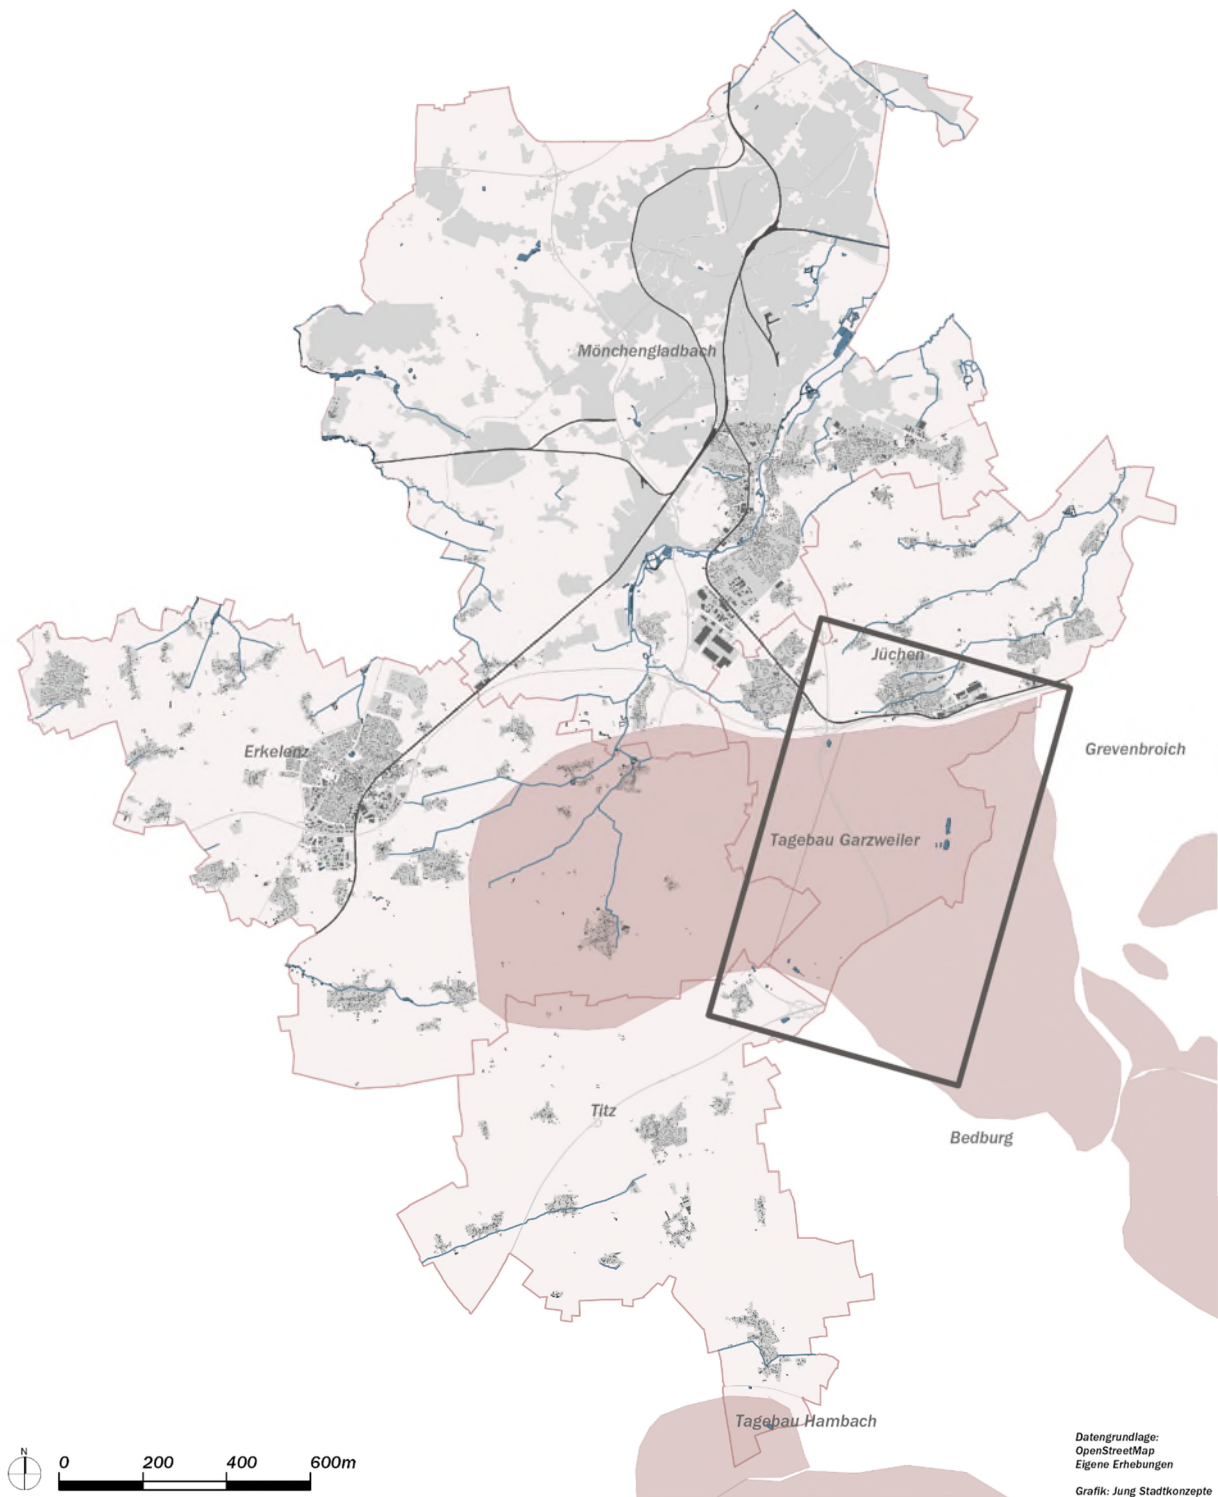 Mönchengladbach
Jüchen
Erkelenz
Grevenbroich
Tagebau Garzweiler
Titz
Bedburg
Tagebau Hambach
N
0 200 400 600m
Datengrundlage:
OpenStreetMap
Eigene Erhebungen
Grafik: Jung Stadtkonzepte